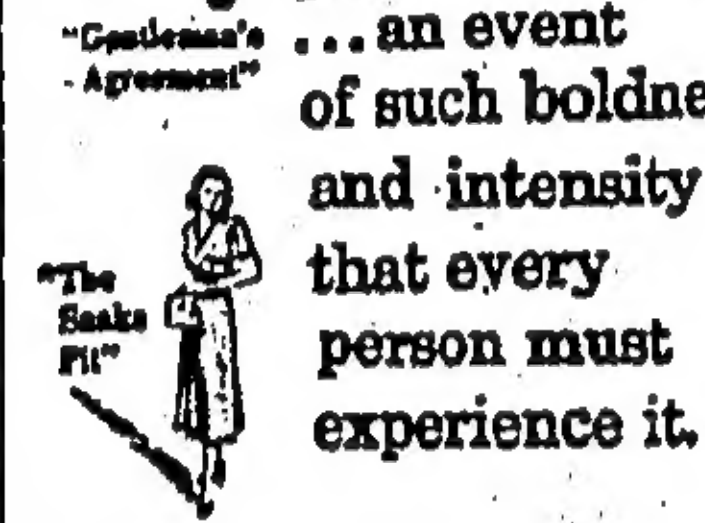 "Gentleman's
Agreement"
...an event
of such boldne
and intensity
that every
person must
experience it.
"The
Snake
Pit"